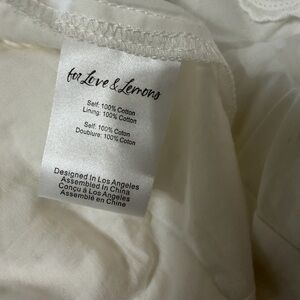 for Love & Lemons
Self: 100% Cotton
Lining: 100% Cotton
Self: 100% Coton
Doublure: 100% Coton
Designed In Los Angeles
Assembled In China
Conçu à Los Angeles
Assemblé en Chine